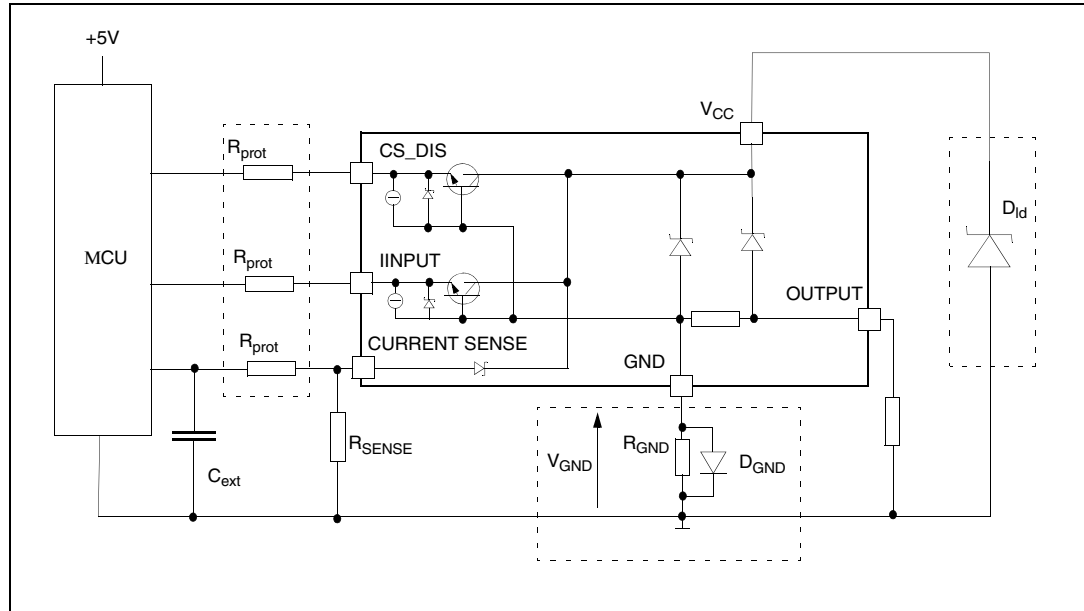 +5V
MCU
Rprot
CS_DIS
VCC
Dld
Rprot
IINPUT
OUTPUT
Rprot
CURRENT SENSE
GND
Cext
RSENSE
VGND
RGND
DGND